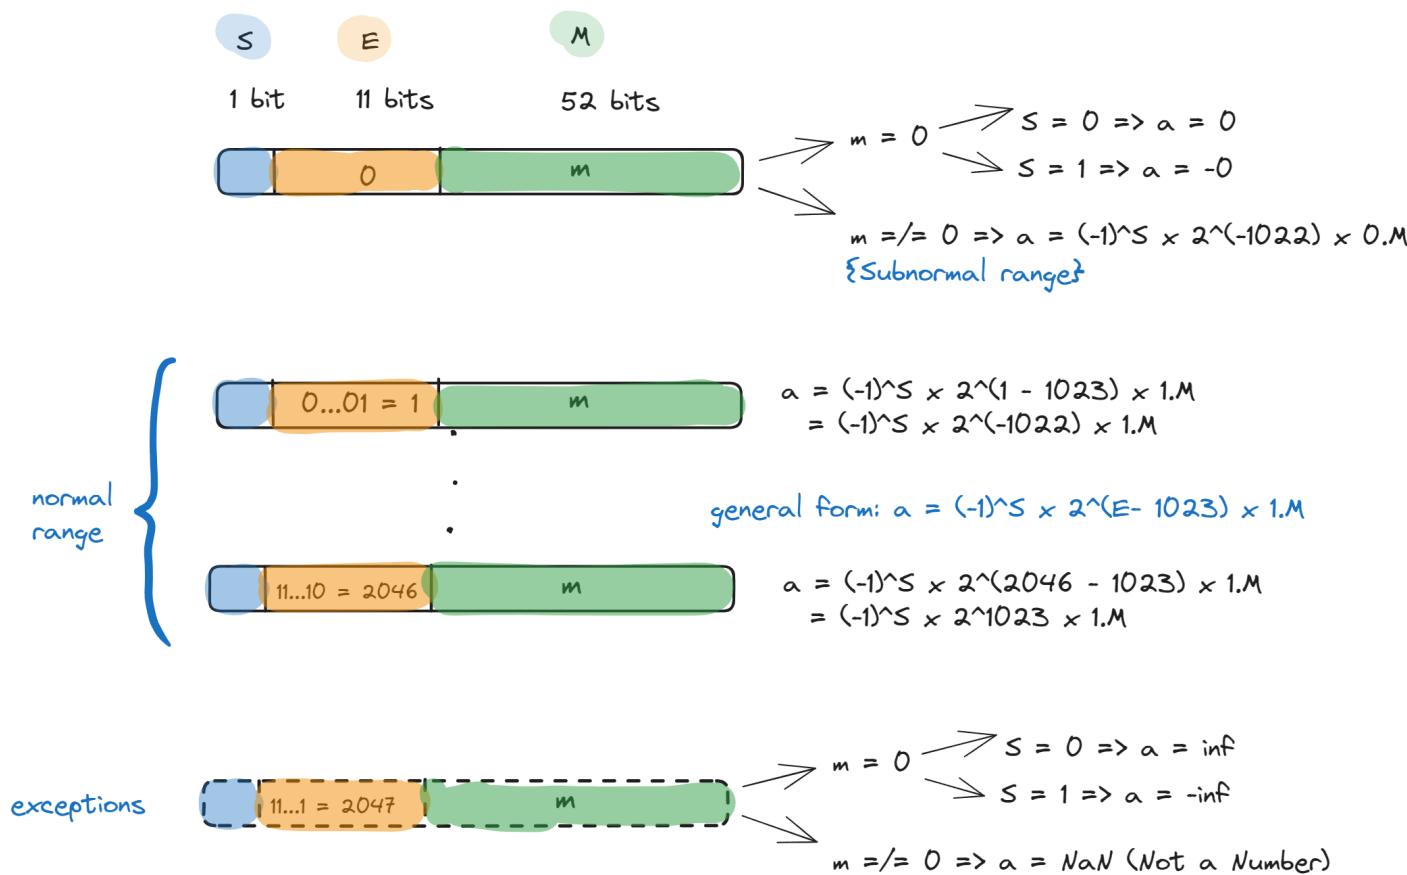 S E M
1 bit 11 bits 52 bits
0 m
m = 0
S = 0 => a = 0
S = 1 => a = -0
m =/= 0 => a = (-1)^S x 2^(-1022) x 0.M
{Subnormal range}
normal
range
0...01 = 1 m
a = (-1)^S x 2^(1 - 1023) x 1.M
= (-1)^S x 2^(-1022) x 1.M
general form: a = (-1)^S x 2^(E- 1023) x 1.M
11...10 = 2046 m
a = (-1)^S x 2^(2046 - 1023) x 1.M
= (-1)^S x 2^1023 x 1.M
exceptions
11...1 = 2047 m
m = 0
S = 0 => a = inf
S = 1 => a = -inf
m =/= 0 => a = NaN (Not a Number)